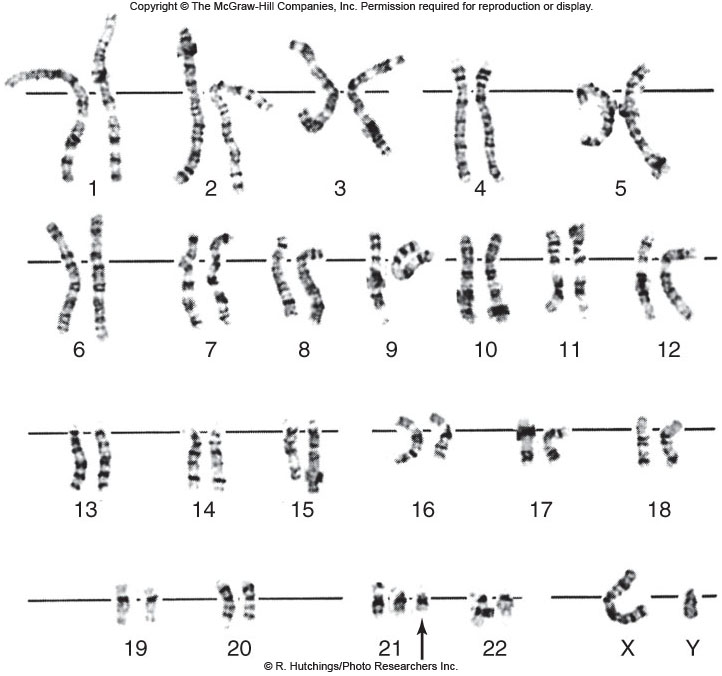 Copyright © The McGraw-Hill Companies, Inc. Permission required for reproduction or display.
1 2 3 4 5
6 7 8 9 10 11 12
13 14 15 16 17 18
19 20 21 22 X Y
© R. Hutchings/Photo Researchers Inc.